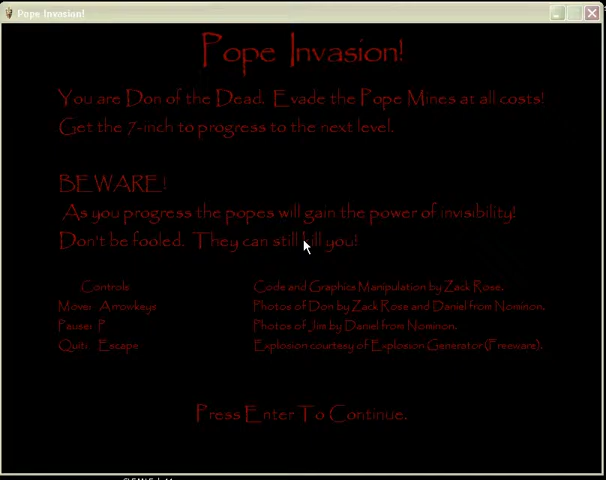 Pope Invasion!
Pope Invasion!
You are Don of the Dead. Evade the Pope Mines at all costs!
Get the 7-inch to progress to the next level.
BEWARE!
As you progress the popes will gain the power of invisibility!
Don't be fooled. They can still kill you!
Controls
Move: Arrowkeys
Pause: P
Quit: Escape
Code and Graphics Manipulation by Zack Rose.
Photos of Don by Zack Rose and Daniel from Nominon.
Photos of Jim by Daniel from Nominon.
Explosion courtesy of Explosion Generator (Freeware).
Press Enter To Continue.